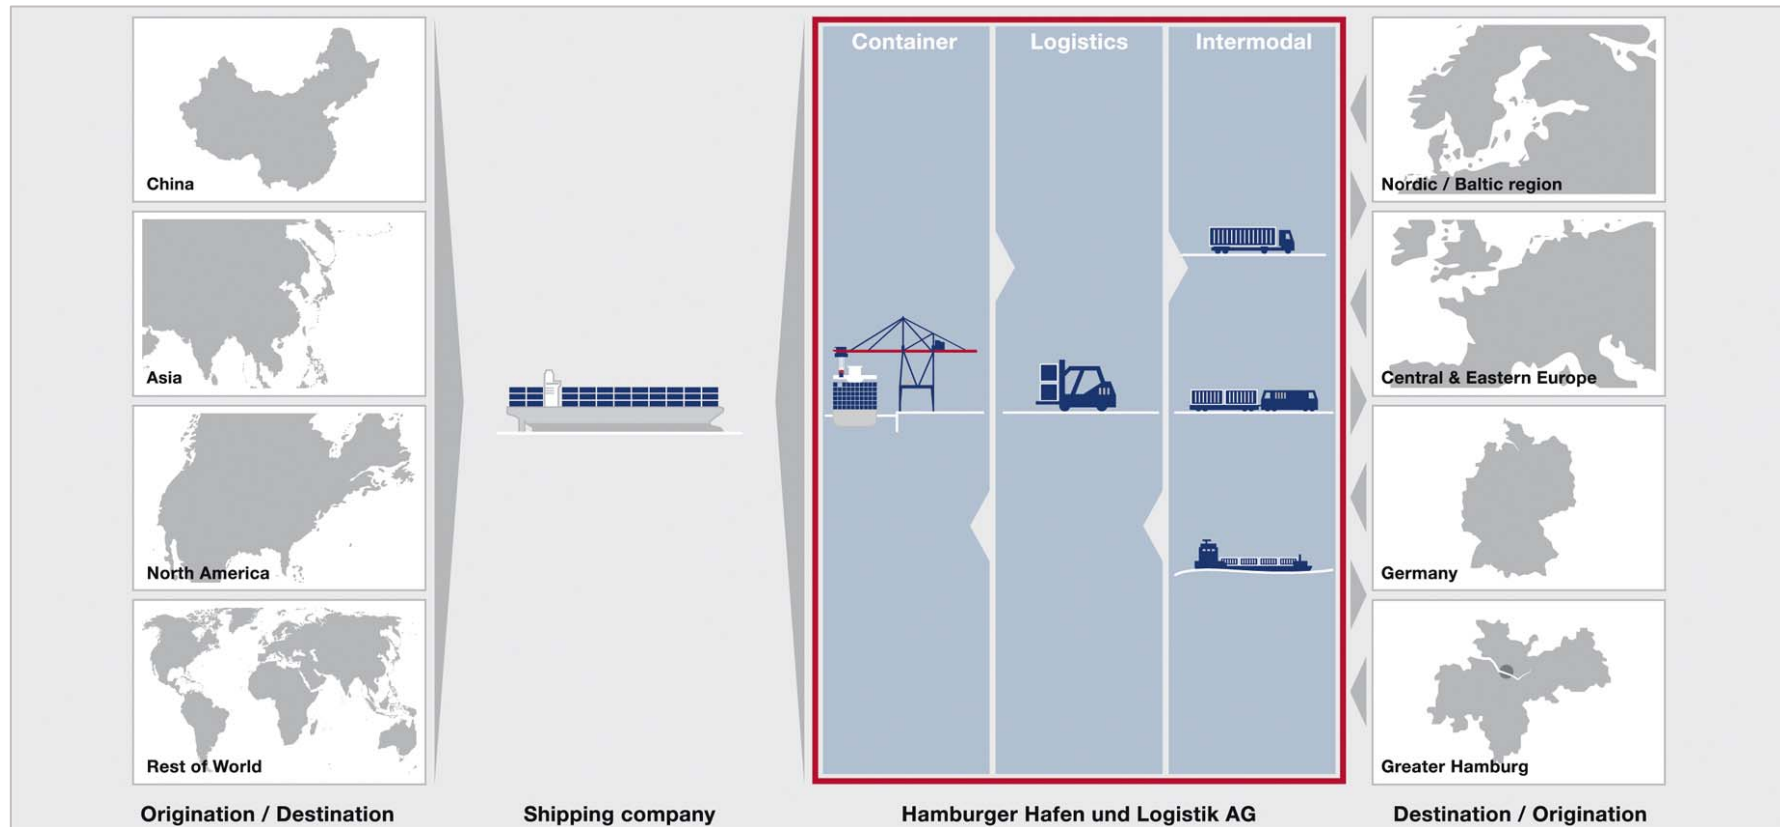 Container
Logistics
Intermodal
China
Asia
North America
Rest of World
Nordic / Baltic region
Central & Eastern Europe
Germany
Greater Hamburg
Origination / Destination
Shipping company
Hamburger Hafen und Logistik AG
Destination / Origination